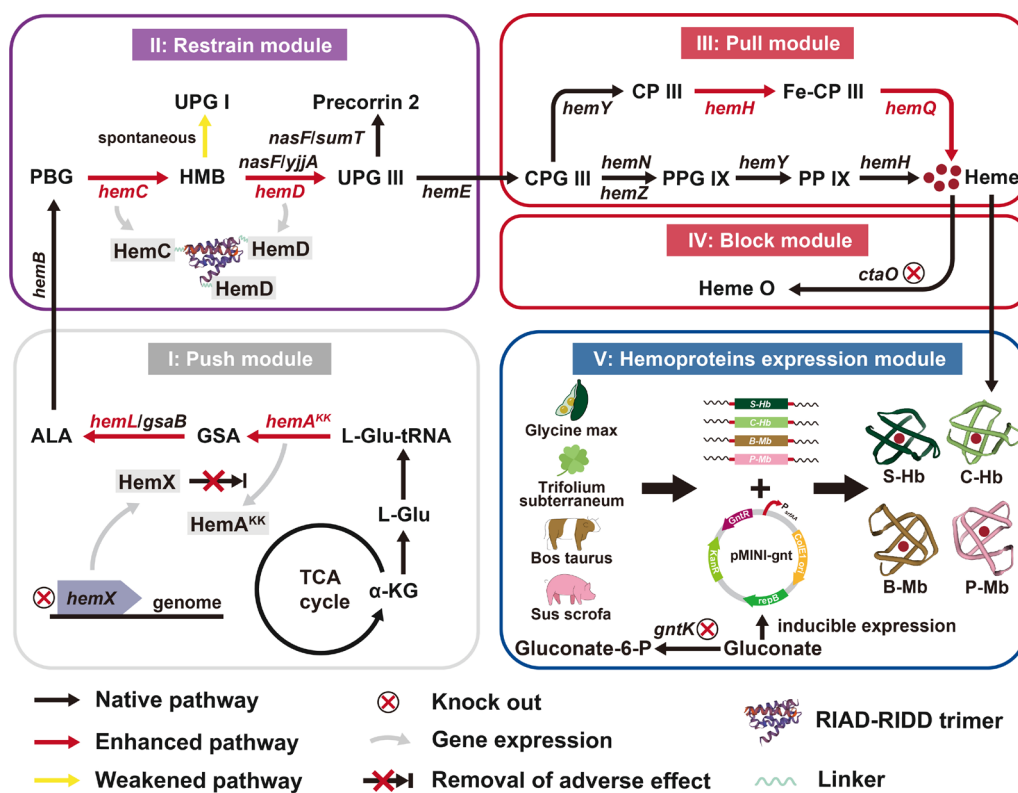 II: Restrain module
UPG I
Precorrin 2
spontaneous
nasF/sumT
nasF/yjjA
PBG
hemC
HMB
hemD
UPG III
hemE
HemC
HemD
HemD
hemB
III: Pull module
CP III
Fe-CP III
hemY
hemH
hemQ
CPG III
hemN
hemZ
PPG IX
hemY
PP IX
hemH
Heme
IV: Block module
ctaO
Heme O
I: Push module
ALA
hemL/gsaB
GSA
hemAᴷᴷ
L-Glu-tRNA
HemX
HemAᴷᴷ
L-Glu
TCA
cycle
α-KG
hemX
genome
V: Hemoproteins expression module
Glycine max
Trifolium
subterraneum
Bos taurus
Sus scrofa
S-Hb
C-Hb
B-Mb
P-Mb
+
GntR
KanR
ColE1 ori
repB
pMINI-gnt
S-Hb
C-Hb
B-Mb
P-Mb
gntK
inducible expression
Gluconate-6-P
Gluconate
Native pathway
Knock out
RIAD-RIDD trimer
Enhanced pathway
Gene expression
Weakened pathway
Removal of adverse effect
Linker